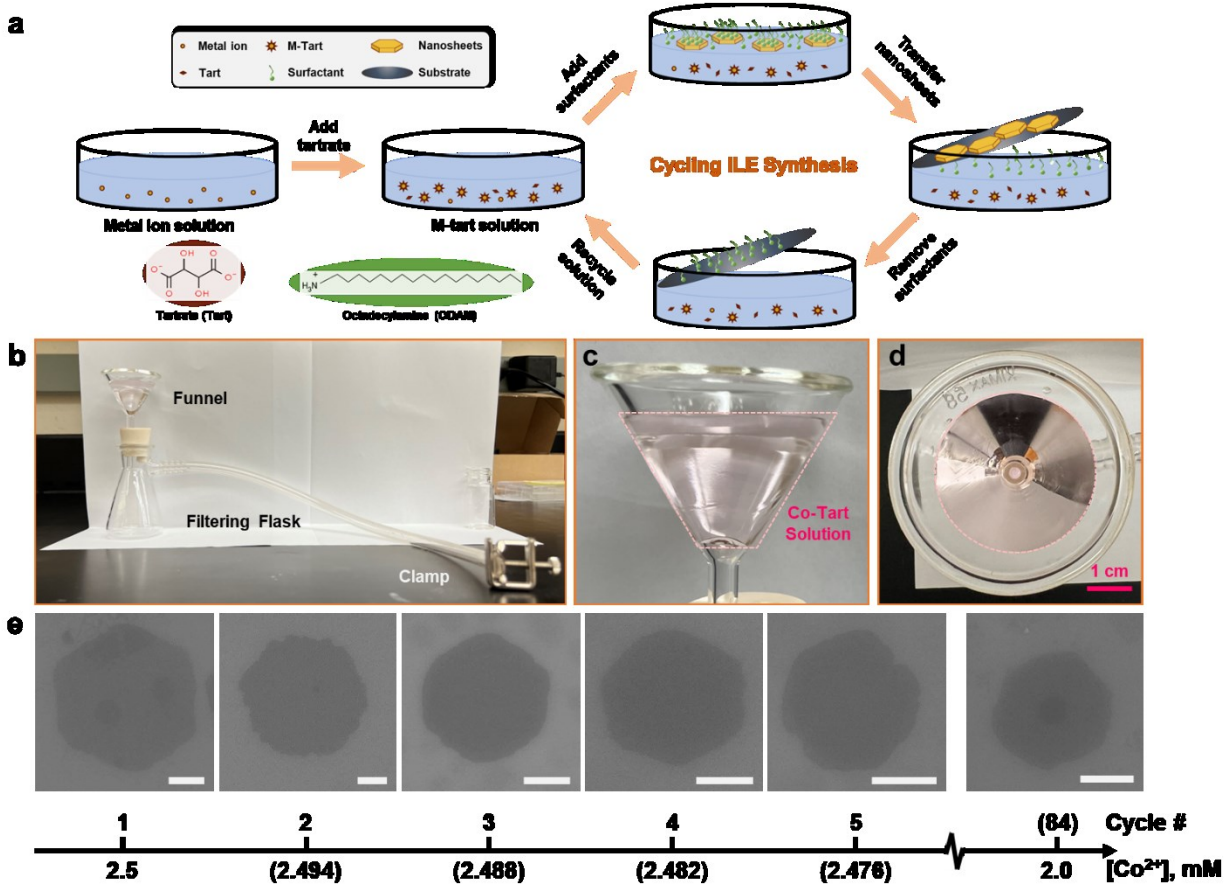 a
Metal ion
M-Tart
Nanosheets
Tart
Surfactant
Substrate
Add
surfactants
Transfer
nanosheets
Add
tartrate
Cycling ILE Synthesis
Metal ion solution
M-tart solution
Recycle
solution
Remove
surfactants
OH
O⁻
O
O
⁻O
OH
Tartrate (Tart)
+
H₃N
Octadecylamine (ODAM)
b
Funnel
Filtering Flask
Clamp
c
Co-Tart
Solution
d
1 cm
e
1
2
3
4
5
(84)
Cycle #
2.5
(2.494)
(2.488)
(2.482)
(2.476)
2.0
[Co²⁺], mM